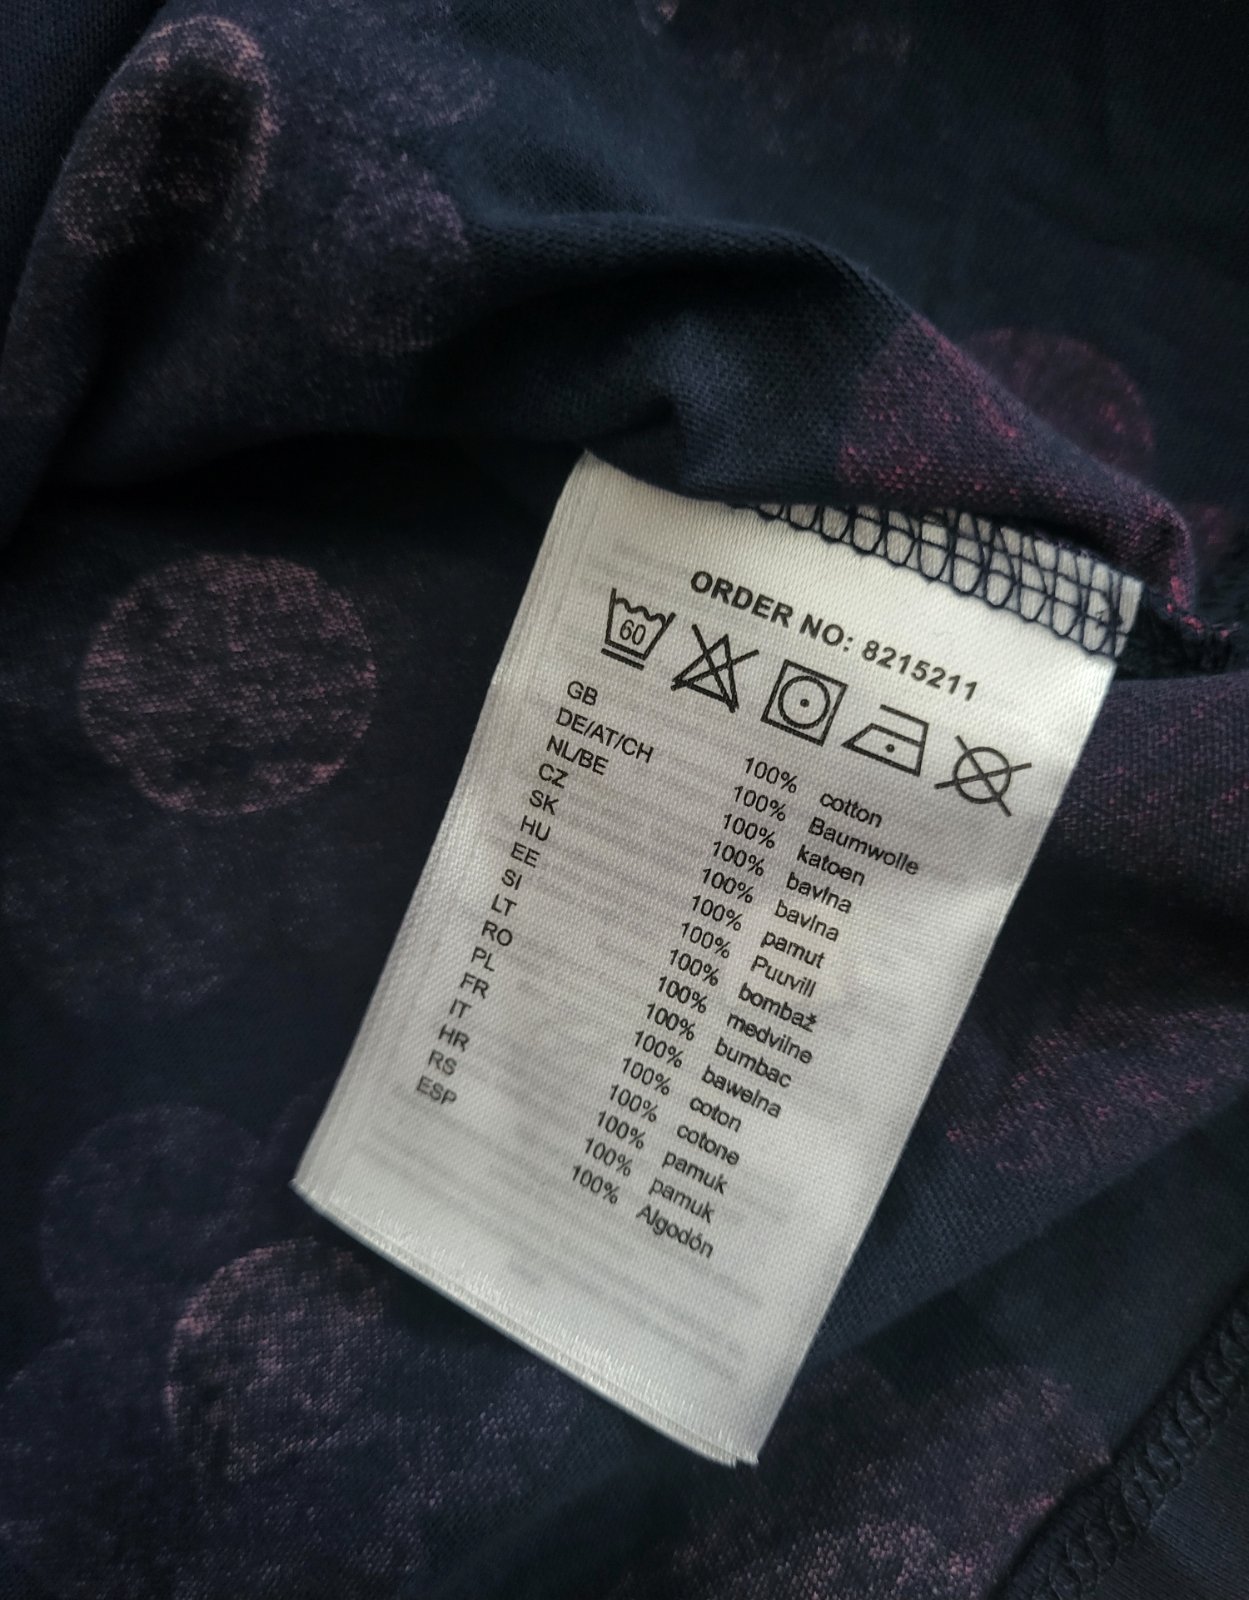 ORDER NO: 8215211
60
GB 100% cotton
DE/AT/CH 100% Baumwolle
NL/BE 100% katoen
CZ 100% bavlna
SK 100% bavlna
HU 100% pamut
EE 100% Puuvill
SI 100% bombaž
LT 100% medvilne
RO 100% bumbac
PL 100% bawełna
FR 100% coton
IT 100% cotone
HR 100% pamuk
RS 100% pamuk
ESP 100% Algodón